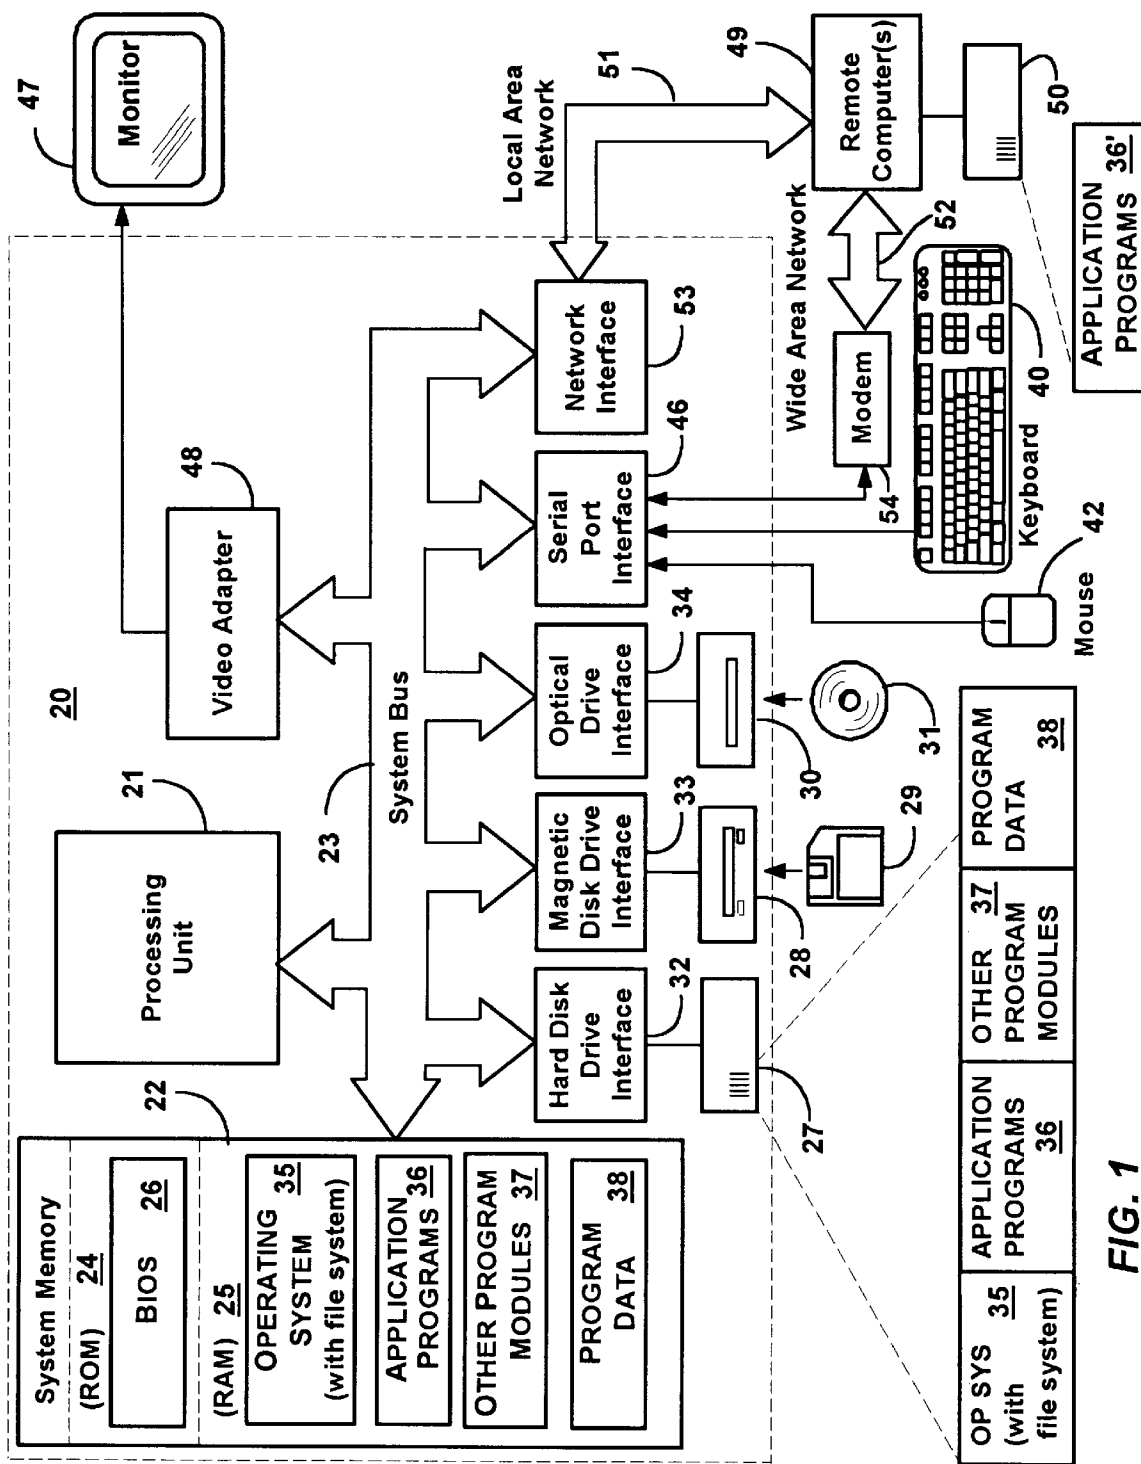 System Memory
(ROM) 24
BIOS 26
(RAM) 25
22
OPERATING
SYSTEM
(with file system)
35
APPLICATION
PROGRAMS 36
OTHER PROGRAM
MODULES 37
PROGRAM
DATA 38
Processing
Unit
21
20
Video Adapter
48
Monitor
47
23
System Bus
Hard Disk
Drive
Interface
32
Magnetic
Disk Drive
Interface
33
Optical
Drive
Interface
34
Serial
Port
Interface
46
Network
Interface
53
Local Area
Network
51
27
28
29
30
31
Wide Area Network
52
Modem
54
Remote
Computer(s)
49
50
Keyboard
40
Mouse
42
OP SYS 35
(with
file system)
APPLICATION
PROGRAMS
36
OTHER 37
PROGRAM
MODULES
PROGRAM
DATA
38
APPLICATION
PROGRAMS 36'
FIG. 1